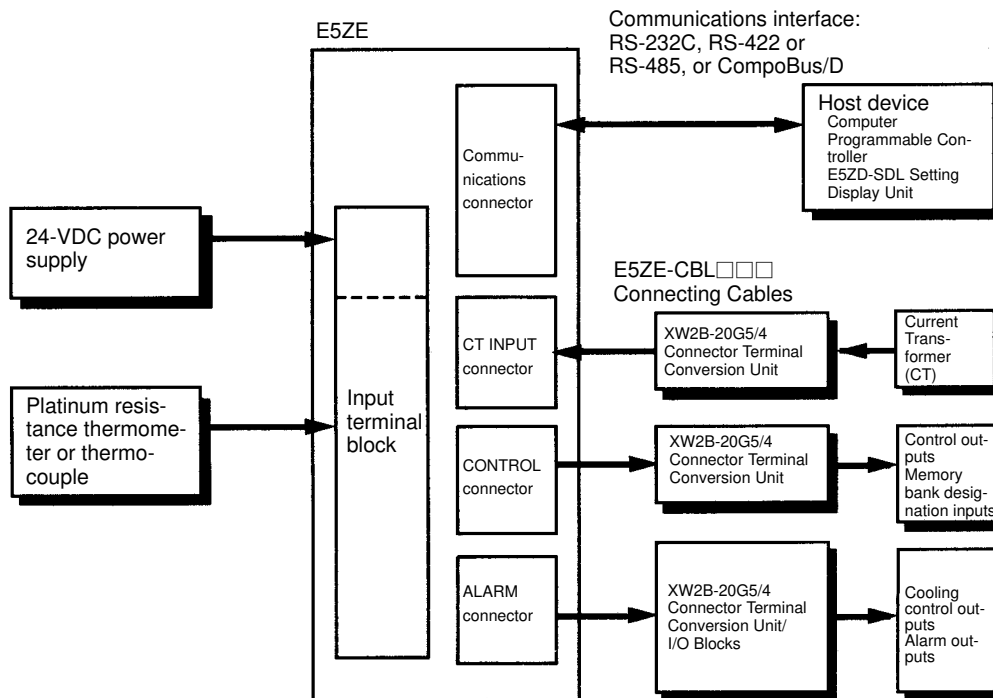 E5ZE
Communications interface:
RS-232C, RS-422 or
RS-485, or CompoBus/D
Host device
Computer
Programmable Con-
troller
E5ZD-SDL Setting
Display Unit
Commu-
nications
connector
24-VDC power
supply
E5ZE-CBL□□□
Connecting Cables
CT INPUT
connector
XW2B-20G5/4
Connector Terminal
Conversion Unit
Current
Trans-
former
(CT)
Platinum resis-
tance thermome-
ter or thermo-
couple
Input
terminal
block
CONTROL
connector
XW2B-20G5/4
Connector Terminal
Conversion Unit
Control out-
puts
Memory
bank desig-
nation inputs
ALARM
connector
XW2B-20G5/4
Connector Terminal
Conversion Unit/
I/O Blocks
Cooling
control out-
puts
Alarm out-
puts